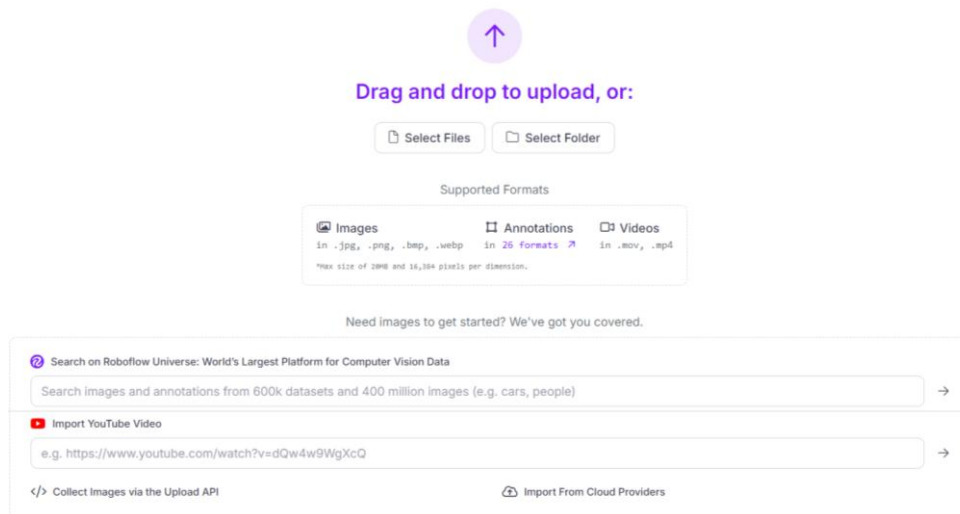 Drag and drop to upload, or:
Select Files Select Folder
Supported Formats
Images Annotations Videos
in .jpg, .png, .bmp, .webp in 26 formats in .mov, .mp4
*Max size of 20MB and 16,384 pixels per dimension.
Need images to get started? We've got you covered.
Search on Roboflow Universe: World's Largest Platform for Computer Vision Data
Search images and annotations from 600k datasets and 400 million images (e.g. cars, people)
Import YouTube Video
e.g. https://www.youtube.com/watch?v=dQw4w9WgXcQ
</> Collect Images via the Upload API Import From Cloud Providers